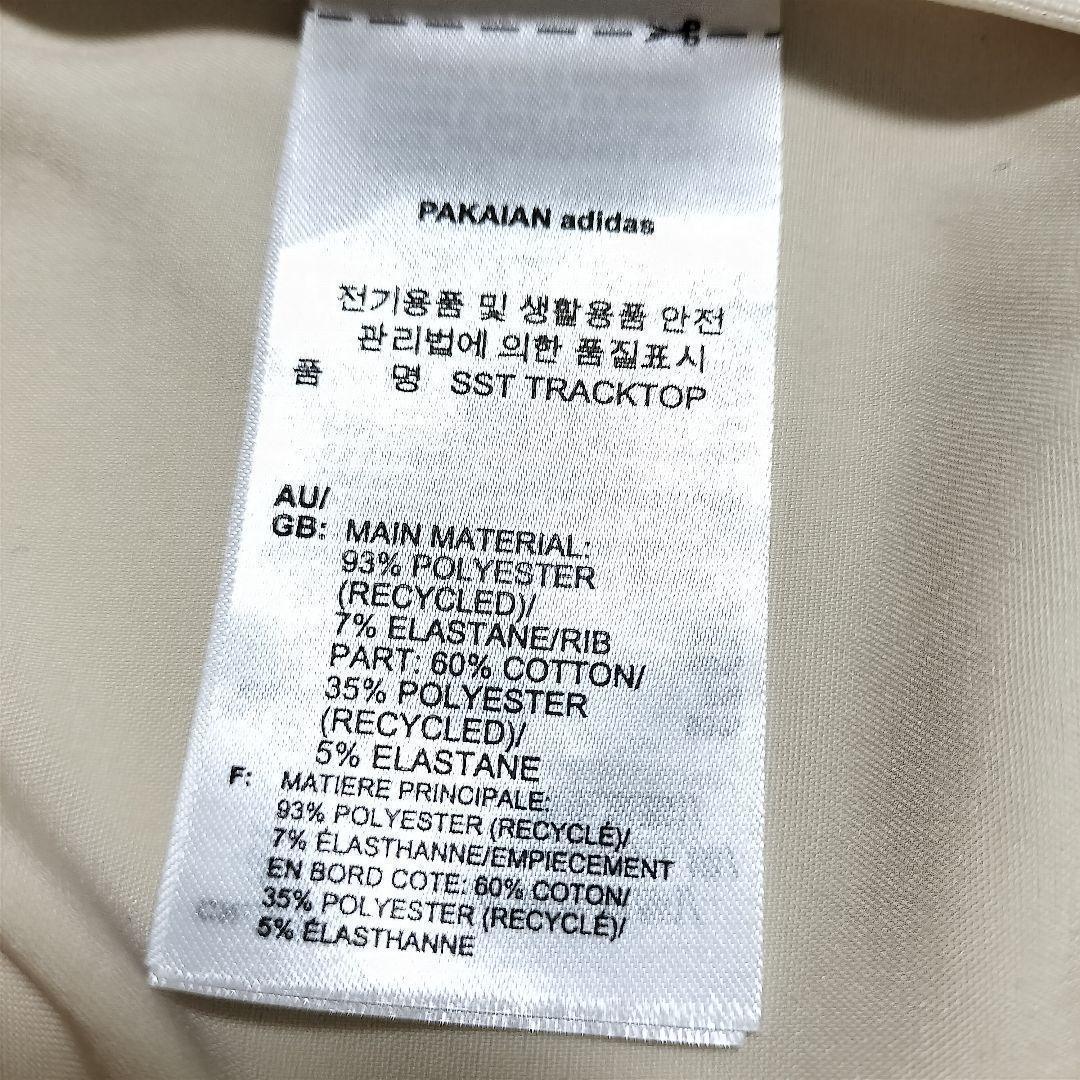 PAKAIAN adidas
전기용품 및 생활용품 안전
관리법에 의한 품질표시
품 명 SST TRACKTOP
AU/
GB: MAIN MATERIAL:
93% POLYESTER
(RECYCLED)/
7% ELASTANE/RIB
PART: 60% COTTON/
35% POLYESTER
(RECYCLED)/
5% ELASTANE
F: MATIERE PRINCIPALE:
93% POLYESTER (RECYCLÉ)/
7% ÉLASTHANNE/EMPIECEMENT
EN BORD COTE: 60% COTON/
35% POLYESTER (RECYCLÉ)/
5% ÉLASTHANNE